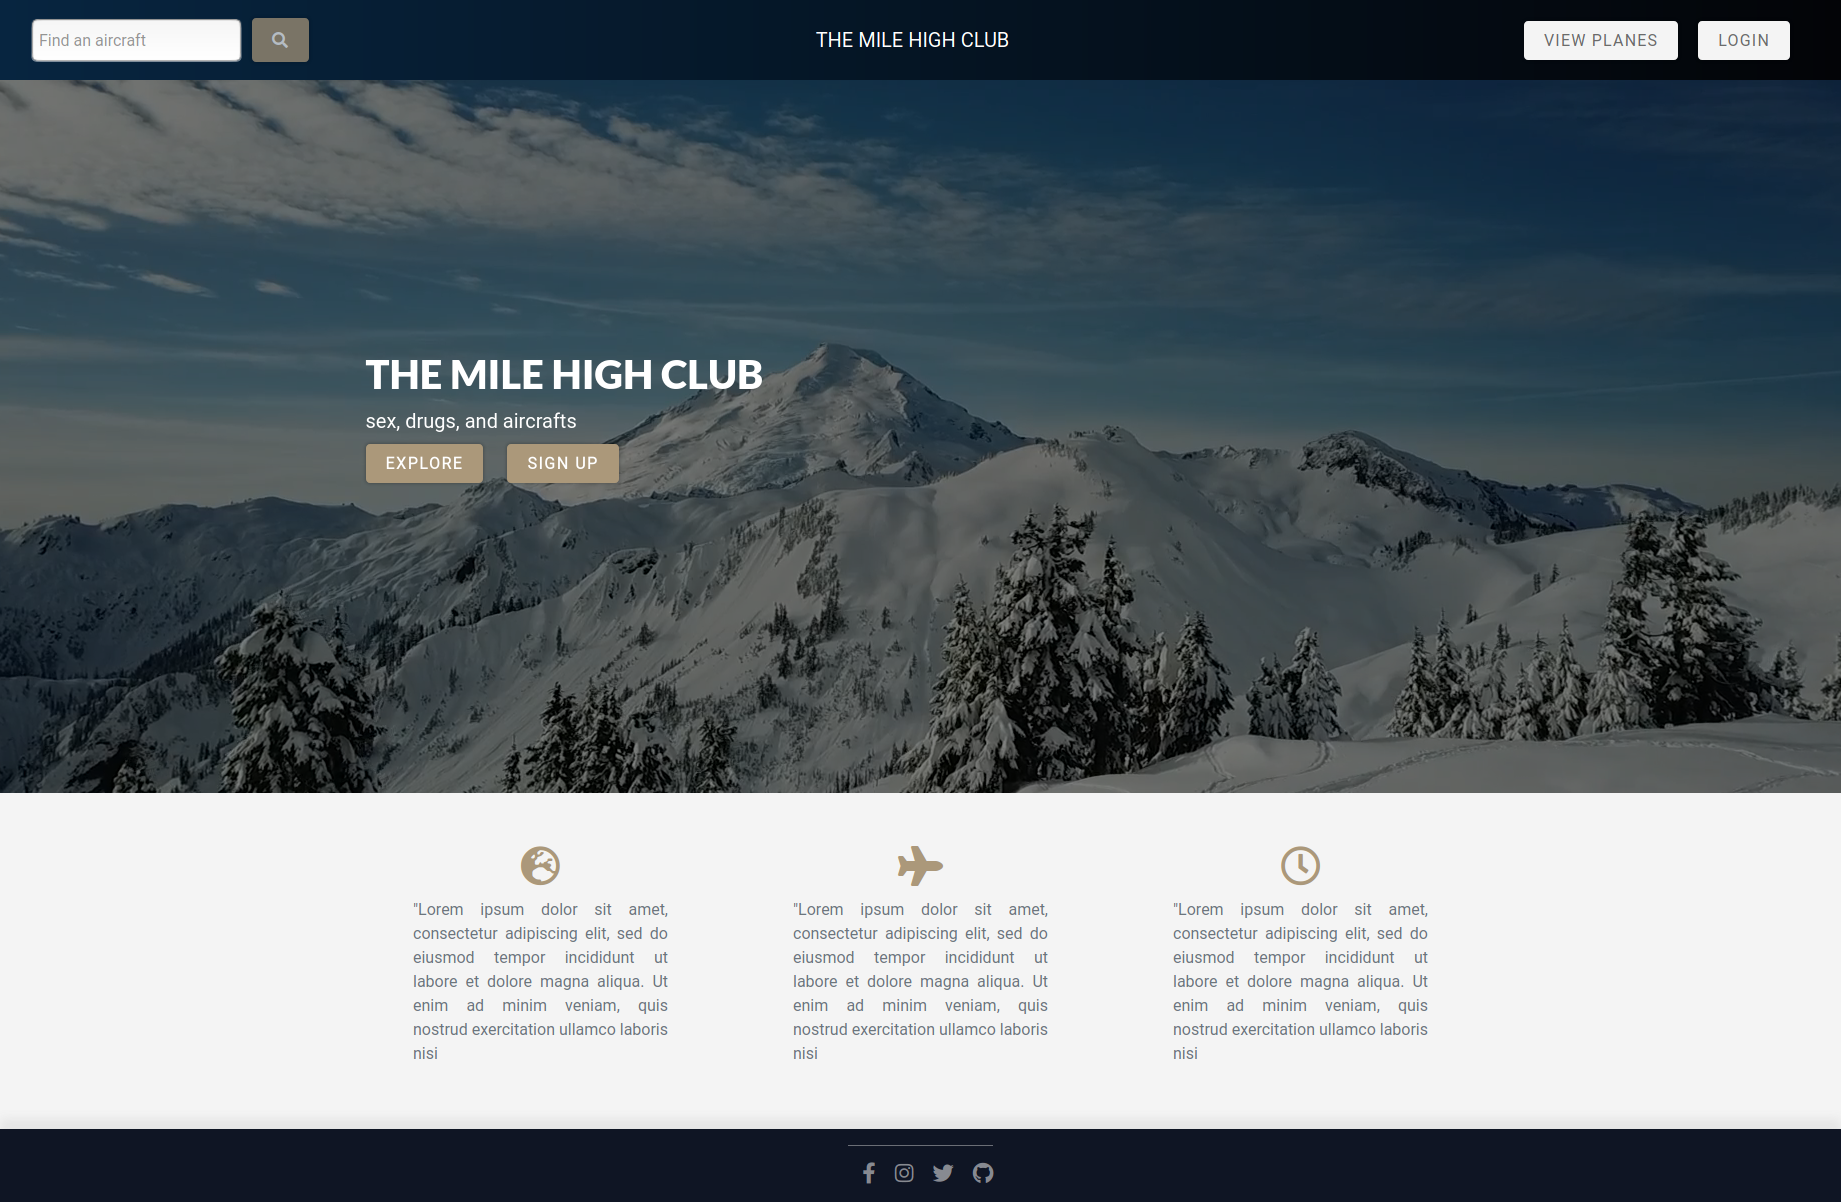 Find an aircraft
THE MILE HIGH CLUB
VIEW PLANES
LOGIN
THE MILE HIGH CLUB
sex, drugs, and aircrafts
EXPLORE
SIGN UP
"Lorem ipsum dolor sit amet,
consectetur adipiscing elit, sed do
eiusmod tempor incididunt ut
labore et dolore magna aliqua. Ut
enim ad minim veniam, quis
nostrud exercitation ullamco laboris
nisi
"Lorem ipsum dolor sit amet,
consectetur adipiscing elit, sed do
eiusmod tempor incididunt ut
labore et dolore magna aliqua. Ut
enim ad minim veniam, quis
nostrud exercitation ullamco laboris
nisi
"Lorem ipsum dolor sit amet,
consectetur adipiscing elit, sed do
eiusmod tempor incididunt ut
labore et dolore magna aliqua. Ut
enim ad minim veniam, quis
nostrud exercitation ullamco laboris
nisi